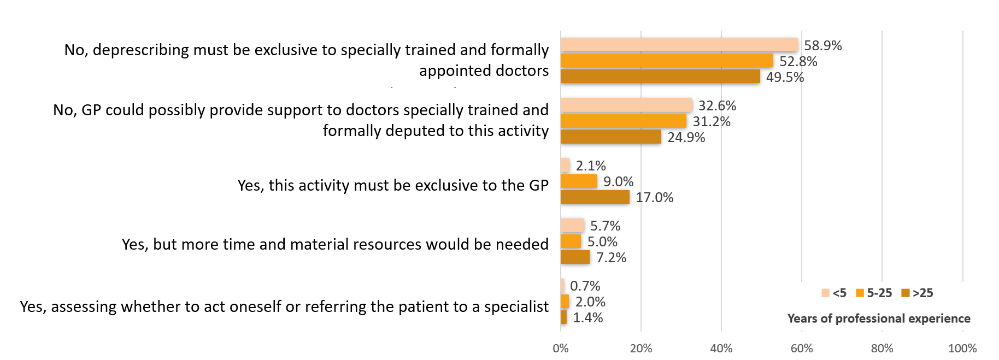 No, deprescribing must be exclusive to specially trained and formally
appointed doctors
58.9%
52.8%
49.5%
No, GP could possibly provide support to doctors specially trained and
formally deputed to this activity
32.6%
31.2%
24.9%
Yes, this activity must be exclusive to the GP
2.1%
9.0%
17.0%
Yes, but more time and material resources would be needed
5.7%
5.0%
7.2%
Yes, assessing whether to act oneself or referring the patient to a specialist
0.7%
2.0%
1.4%
<5 5-25 >25
Years of professional experience
0% 20% 40% 60% 80% 100%